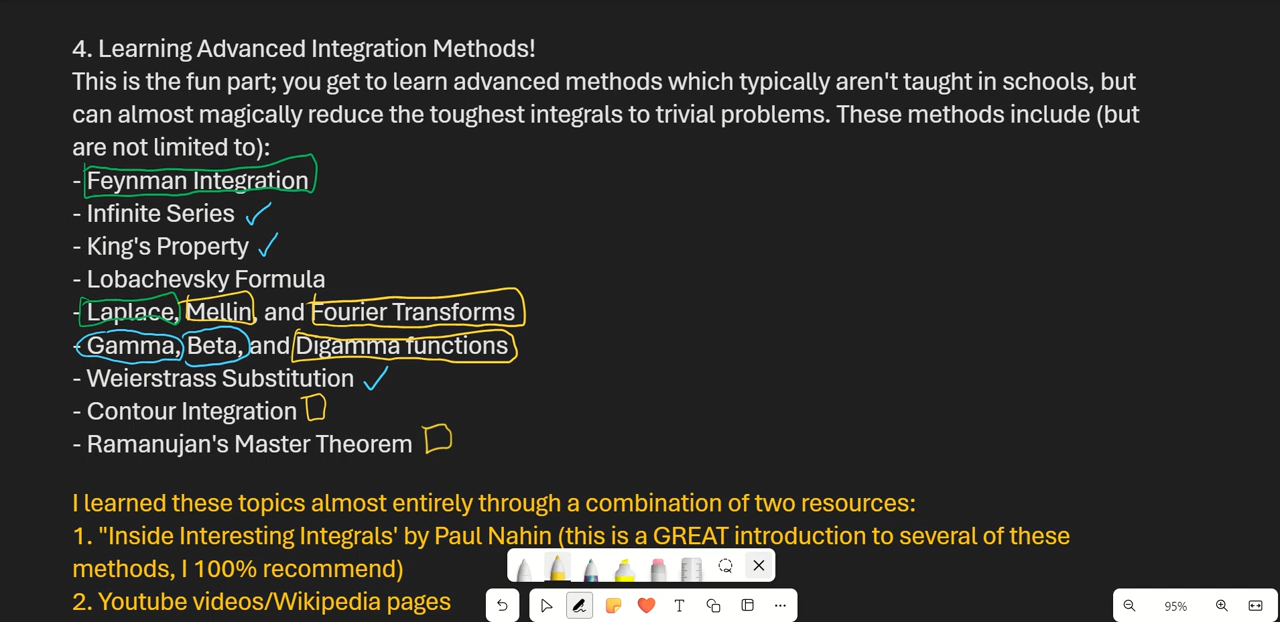 4. Learning Advanced Integration Methods!
This is the fun part; you get to learn advanced methods which typically aren't taught in schools, but
can almost magically reduce the toughest integrals to trivial problems. These methods include (but
are not limited to):
- Feynman Integration
- Infinite Series
- King's Property
- Lobachevsky Formula
- Laplace, Mellin, and Fourier Transforms
- Gamma, Beta, and Digamma functions
- Weierstrass Substitution
- Contour Integration
- Ramanujan's Master Theorem
I learned these topics almost entirely through a combination of two resources:
1. "Inside Interesting Integrals' by Paul Nahin (this is a GREAT introduction to several of these
methods, I 100% recommend)
2. Youtube videos/Wikipedia pages
95%